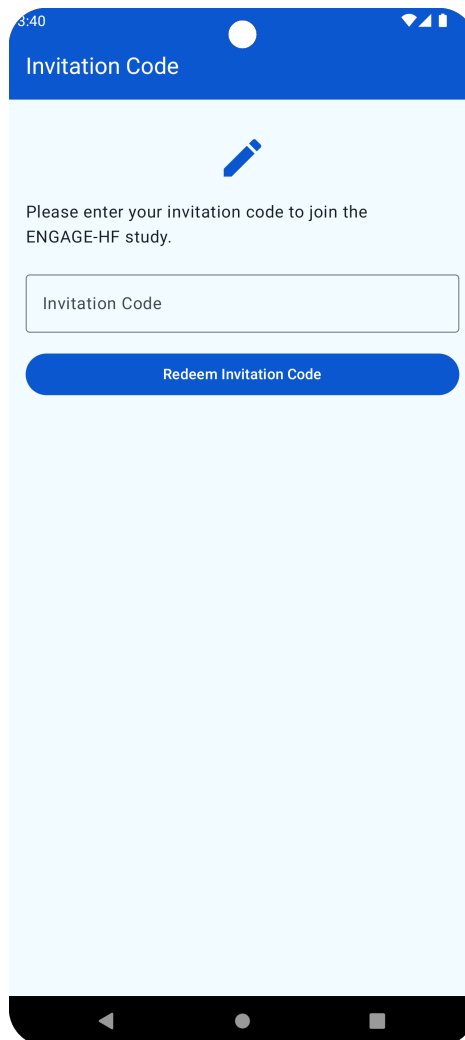 3:40
Invitation Code
Please enter your invitation code to join the
ENGAGE-HF study.
Invitation Code
Redeem Invitation Code